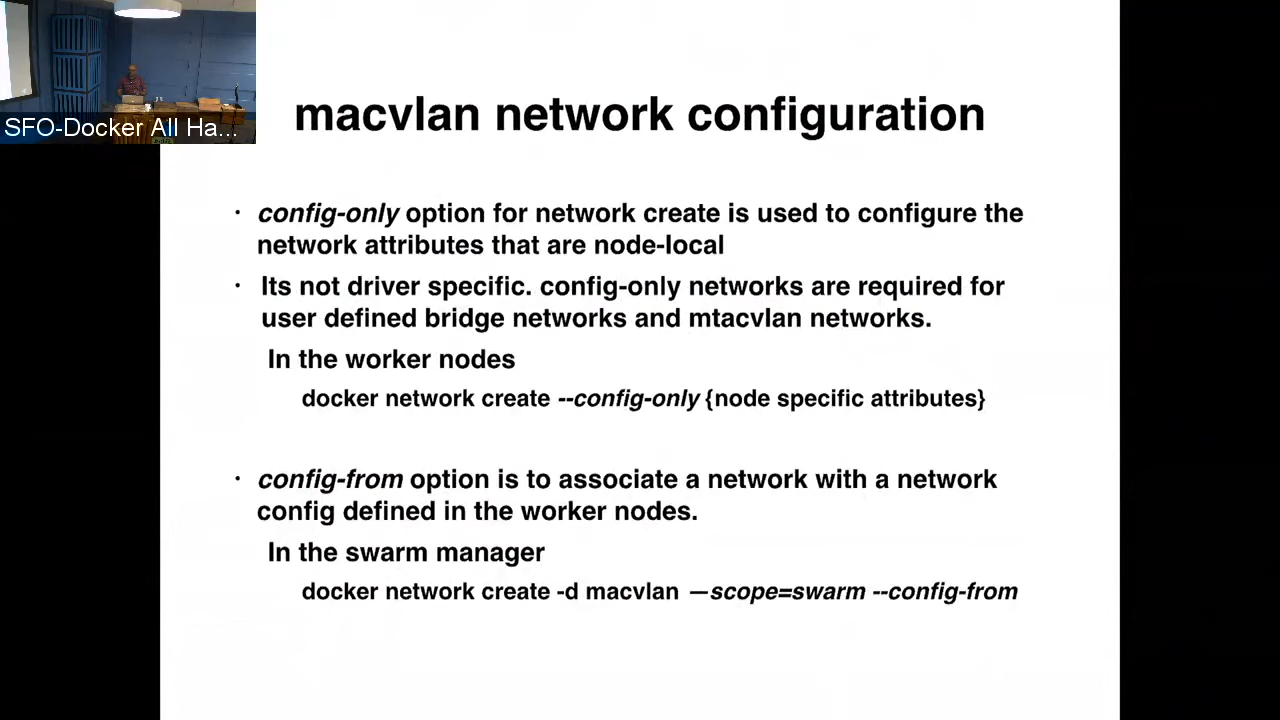 SFO-Docker All Ha...
macvlan network configuration
• config-only option for network create is used to configure the
network attributes that are node-local
• Its not driver specific. config-only networks are required for
user defined bridge networks and mtacvlan networks.
In the worker nodes
docker network create --config-only {node specific attributes}
• config-from option is to associate a network with a network
config defined in the worker nodes.
In the swarm manager
docker network create -d macvlan —scope=swarm --config-from